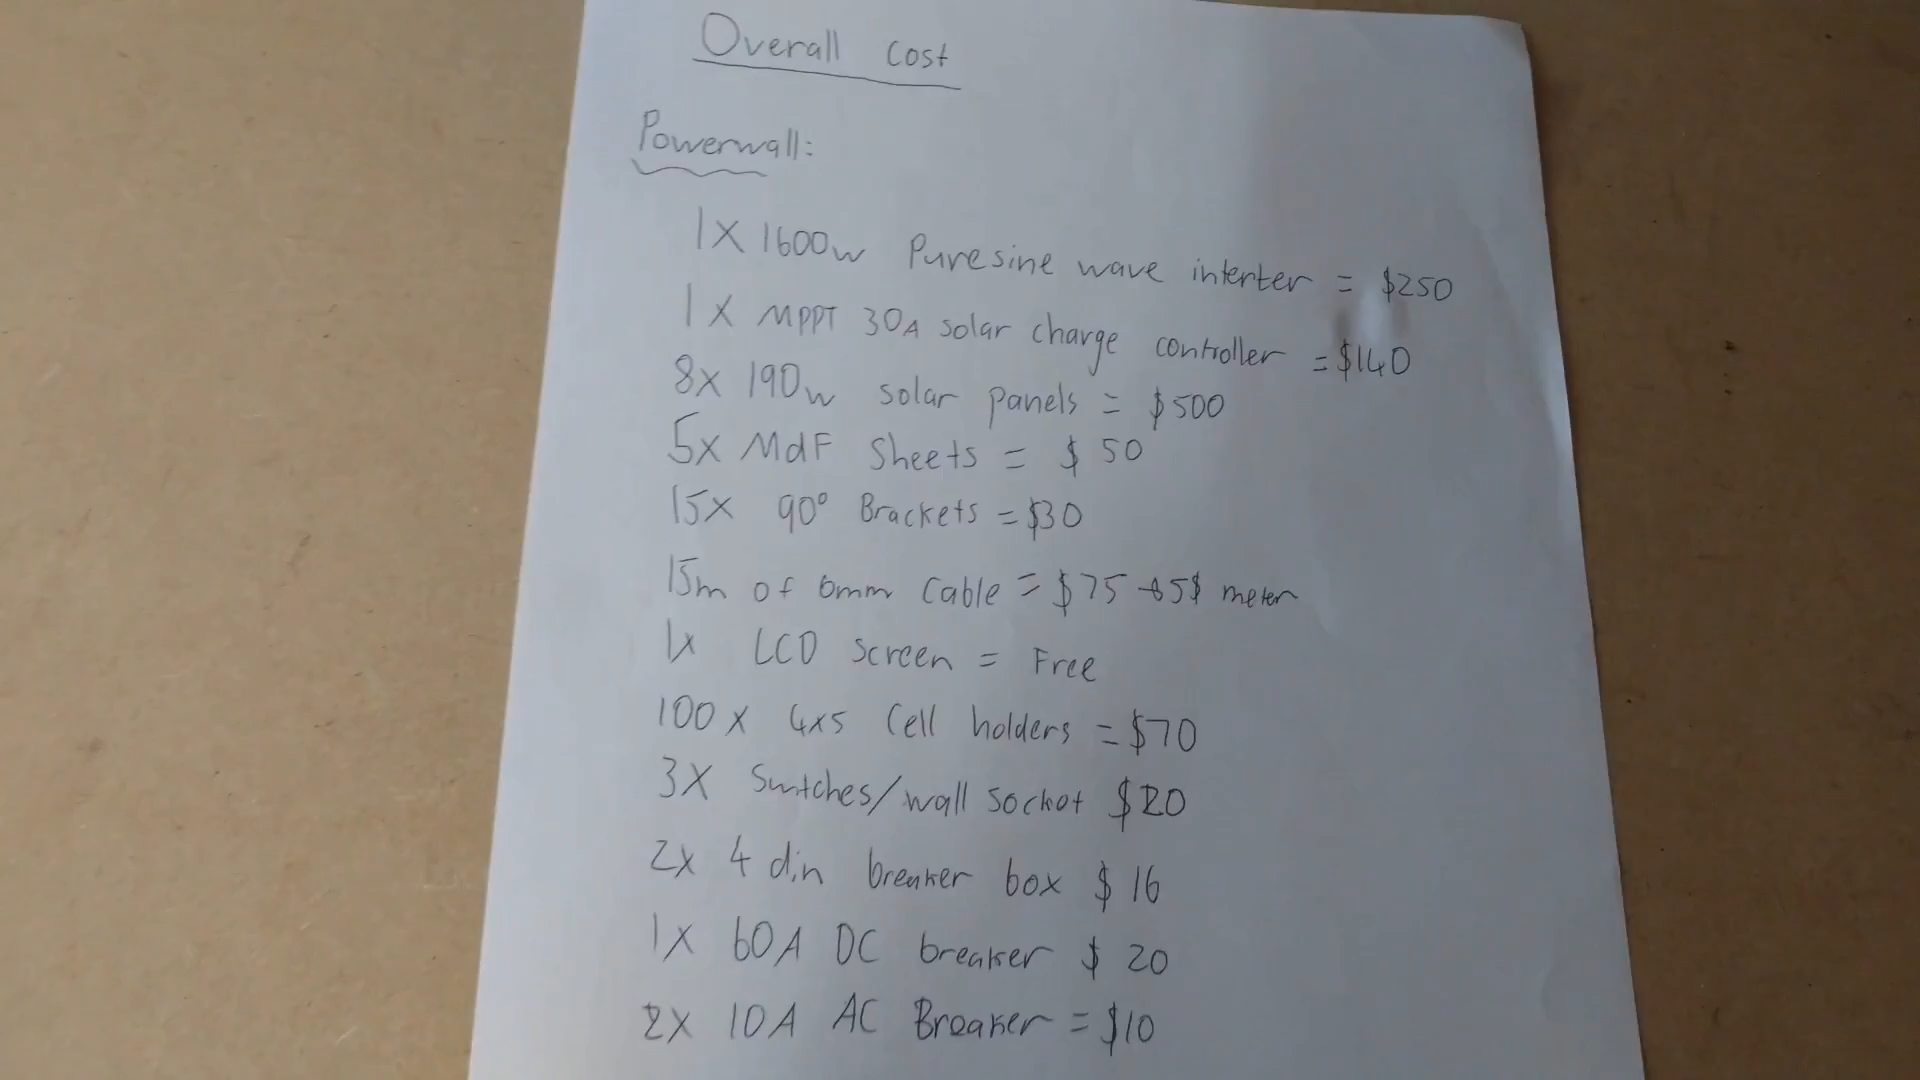 Overall cost
Powerwall:
1X 1600w Puresine wave interter = $250
1X MPPT 30A solar charge controller = $140
8x 190w solar panels = $500
5x MdF Sheets = $ 50
15x 90° Brackets = $30
15m of 6mm Cable = $75 5$ meter
1x LCD screen = Free
100 x 4x5 Cell holders = $70
3X Switches/wall socket $20
2x 4 din breaker box $ 16
1X 60A DC breaker $ 20
2X 10A AC Breaker = $10